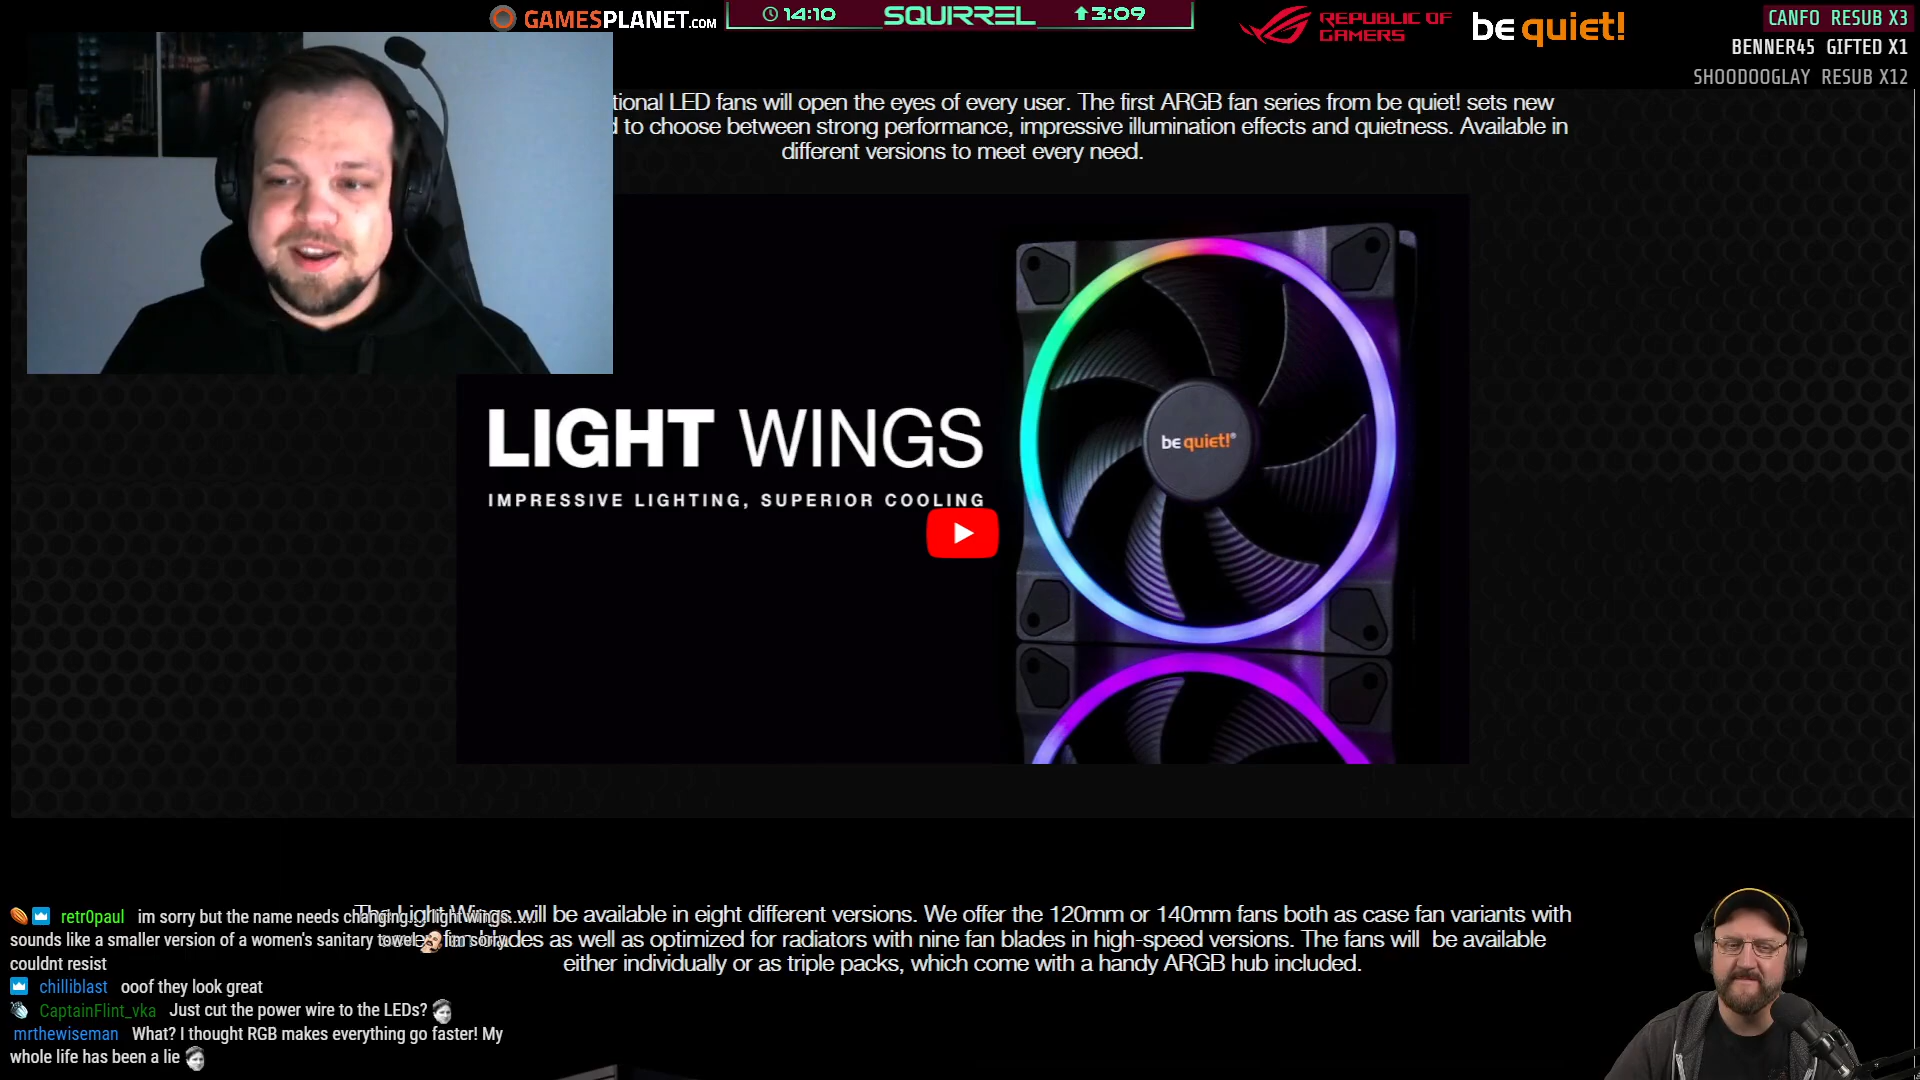 GAMESPLANET.COM
14:10 SQUIRREL 3:09
REPUBLIC OF
GAMERS
be quiet!
CANFO RESUB X3
BENNER45 GIFTED X1
SHOODOOGLAY RESUB X12
tional LED fans will open the eyes of every user. The first ARGB fan series from be quiet! sets new
d to choose between strong performance, impressive illumination effects and quietness. Available in
different versions to meet every need.
LIGHT WINGS
IMPRESSIVE LIGHTING, SUPERIOR COOLING
be quiet!®
The Light Wings will be available in eight different versions. We offer the 120mm or 140mm fans both as case fan variants with
blades as well as optimized for radiators with nine fan blades in high-speed versions. The fans will be available
either individually or as triple packs, which come with a handy ARGB hub included.
retr0paul im sorry but the name needs changing... light wings......
sounds like a smaller version of a women's sanitary towel sorry
couldnt resist
chilliblast ooof they look great
CaptainFlint_vka Just cut the power wire to the LEDs?
mrthewiseman What? I thought RGB makes everything go faster! My
whole life has been a lie